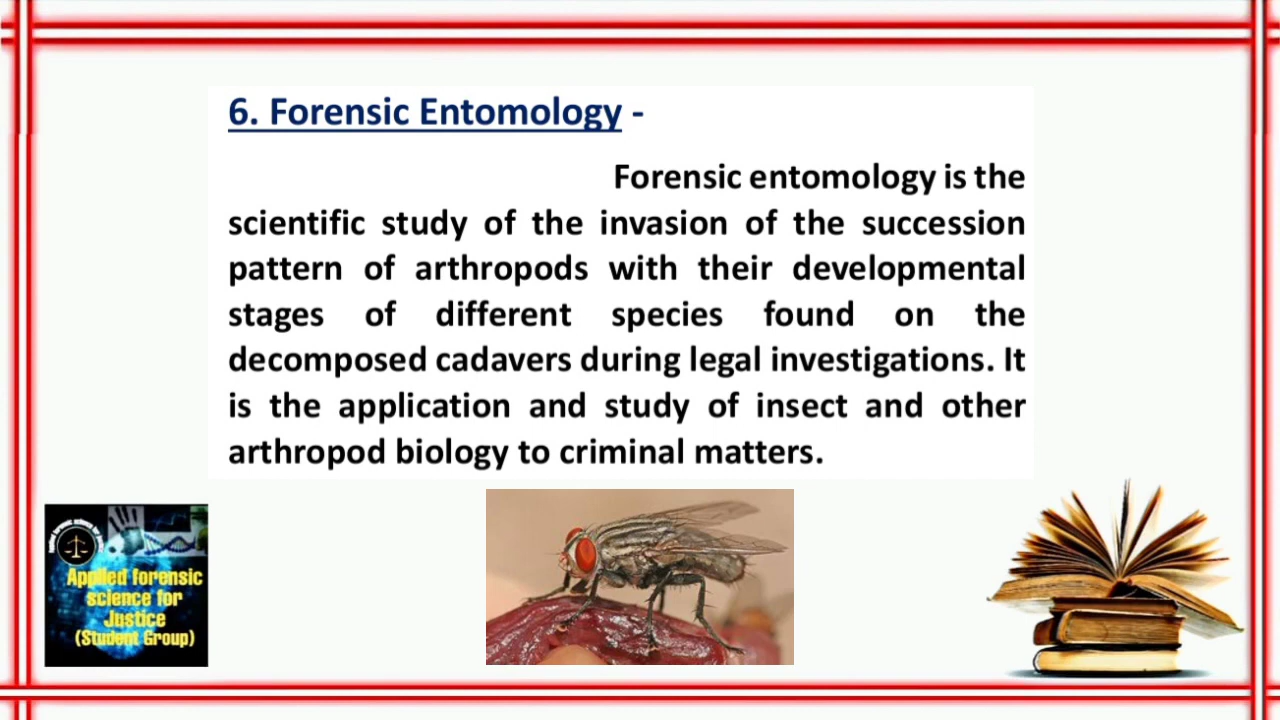 6. Forensic Entomology -
Forensic entomology is the
scientific study of the invasion of the succession
pattern of arthropods with their developmental
stages of different species found on the
decomposed cadavers during legal investigations. It
is the application and study of insect and other
arthropod biology to criminal matters.
Applied forensic
science for
Justice
(Student Group)